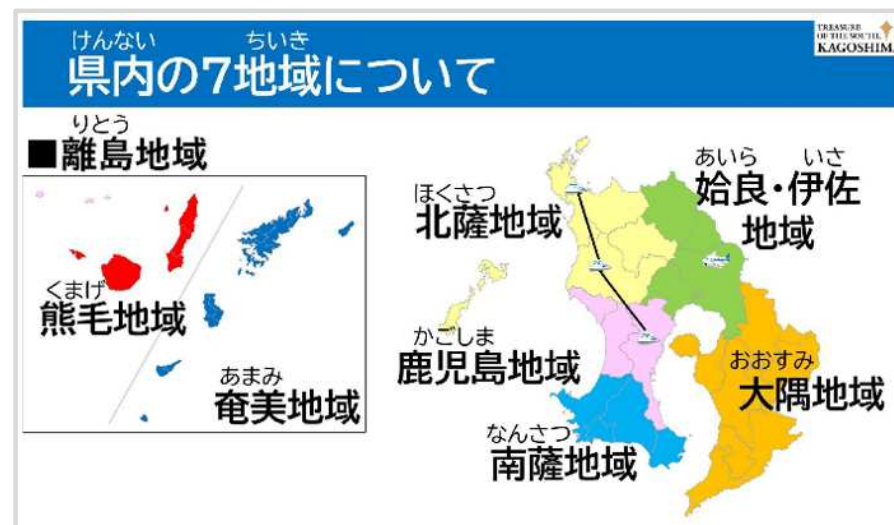 けんない ちいき
県内の7地域について
TREASURE
OF THE SOUTH,
KAGOSHIMA
りとう
■離島地域
くまげ
熊毛地域
あまみ
奄美地域
ほくさつ
北薩地域
あいら いさ
姶良・伊佐
地域
かごしま
鹿児島地域
おおすみ
大隅地域
なんさつ
南薩地域